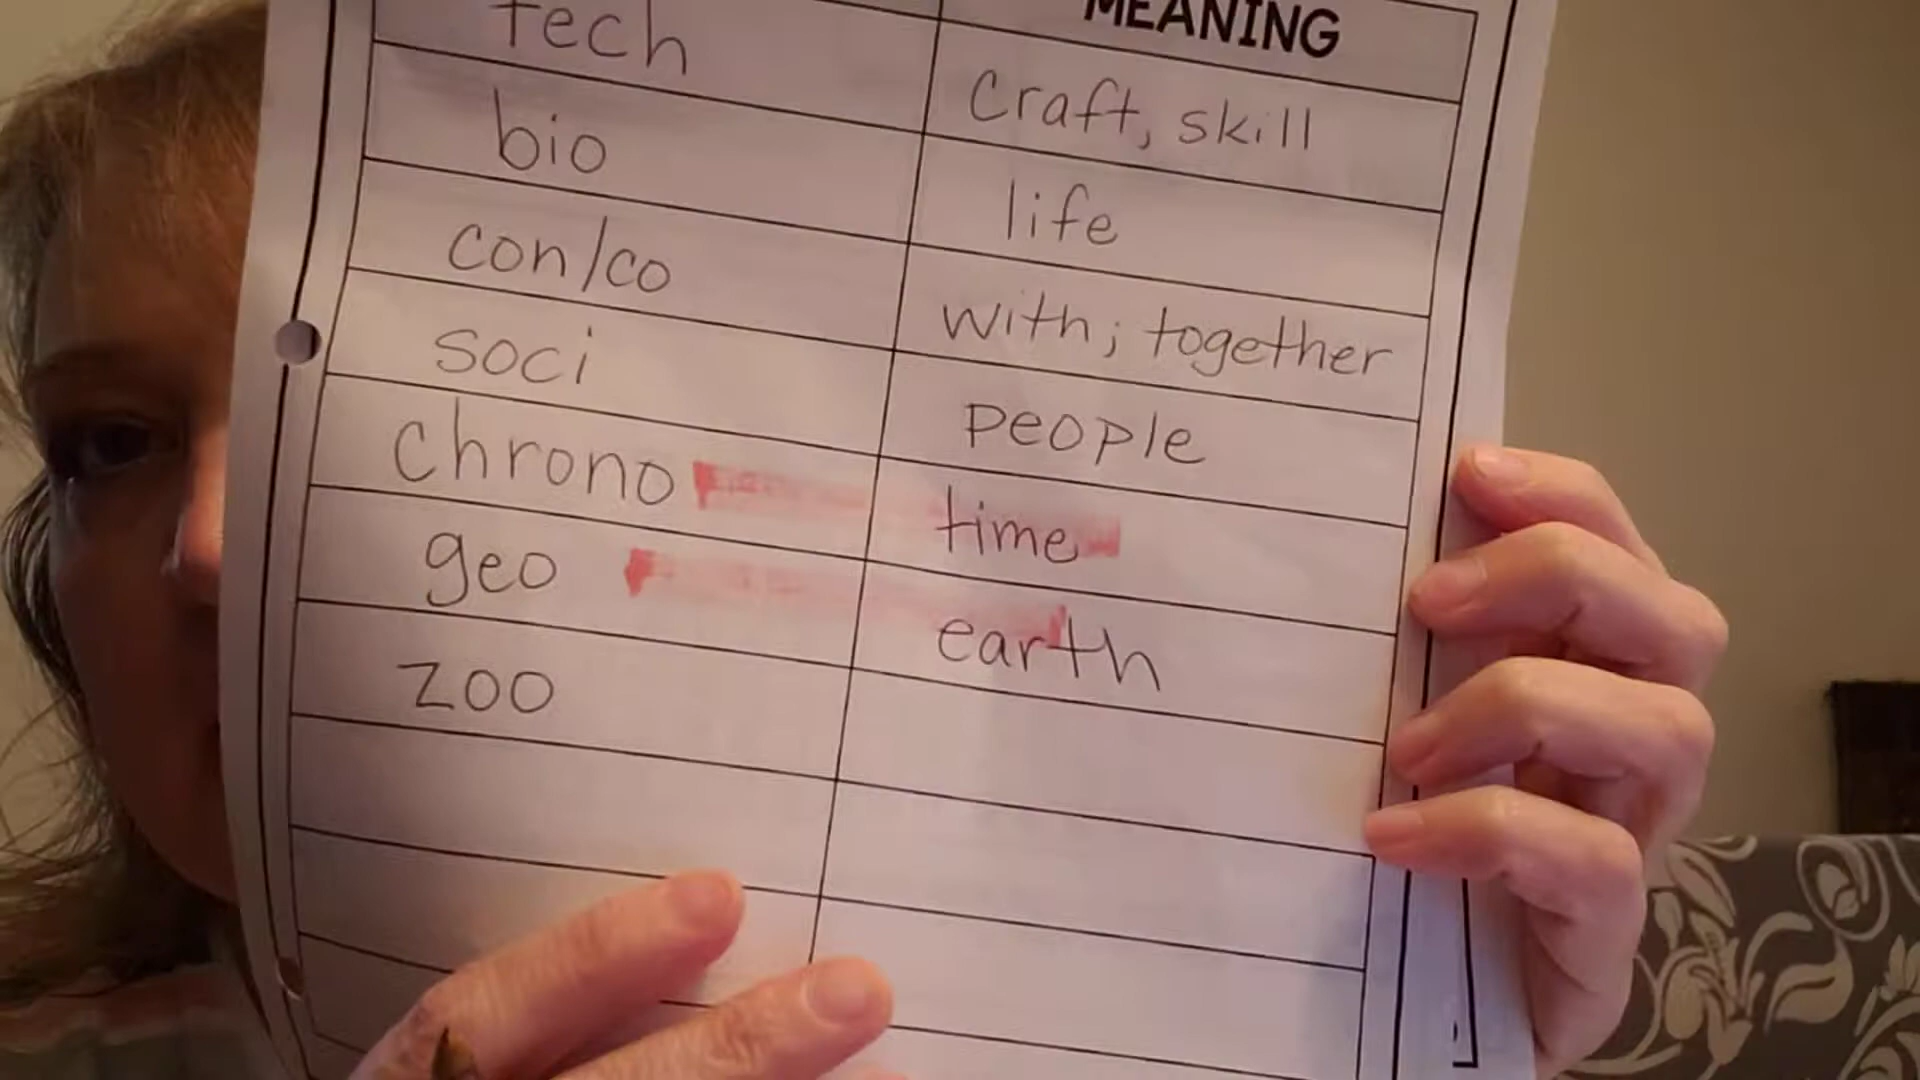 MEANING
tech craft, skill
bio life
con/co with; together
soci people
chrono time
geo earth
zoo